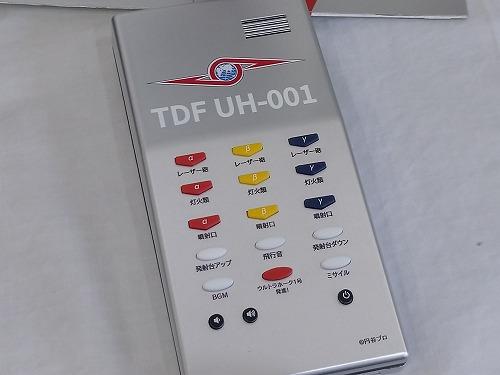 TDF UH-001
α β γ
レーザー砲 レーザー砲 レーザー砲
α β γ
灯火類 灯火類 灯火類
α β γ
噴射口 噴射口 噴射口
発射台アップ 飛行音 発射台ダウン
BGM ウルトラホーク1号 ミサイル
発進!
©円谷プロ